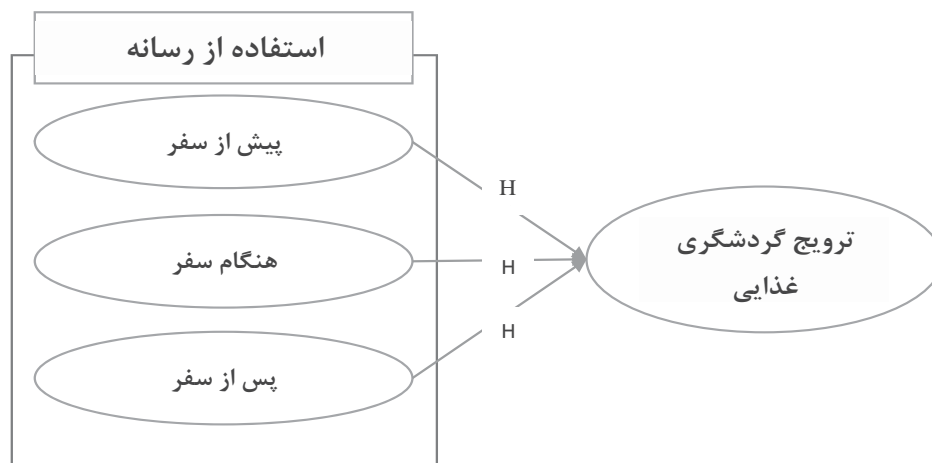 استفاده از رسانه
پیش از سفر
هنگام سفر
پس از سفر
H
H
H
ترویج گردشگری
غذایی